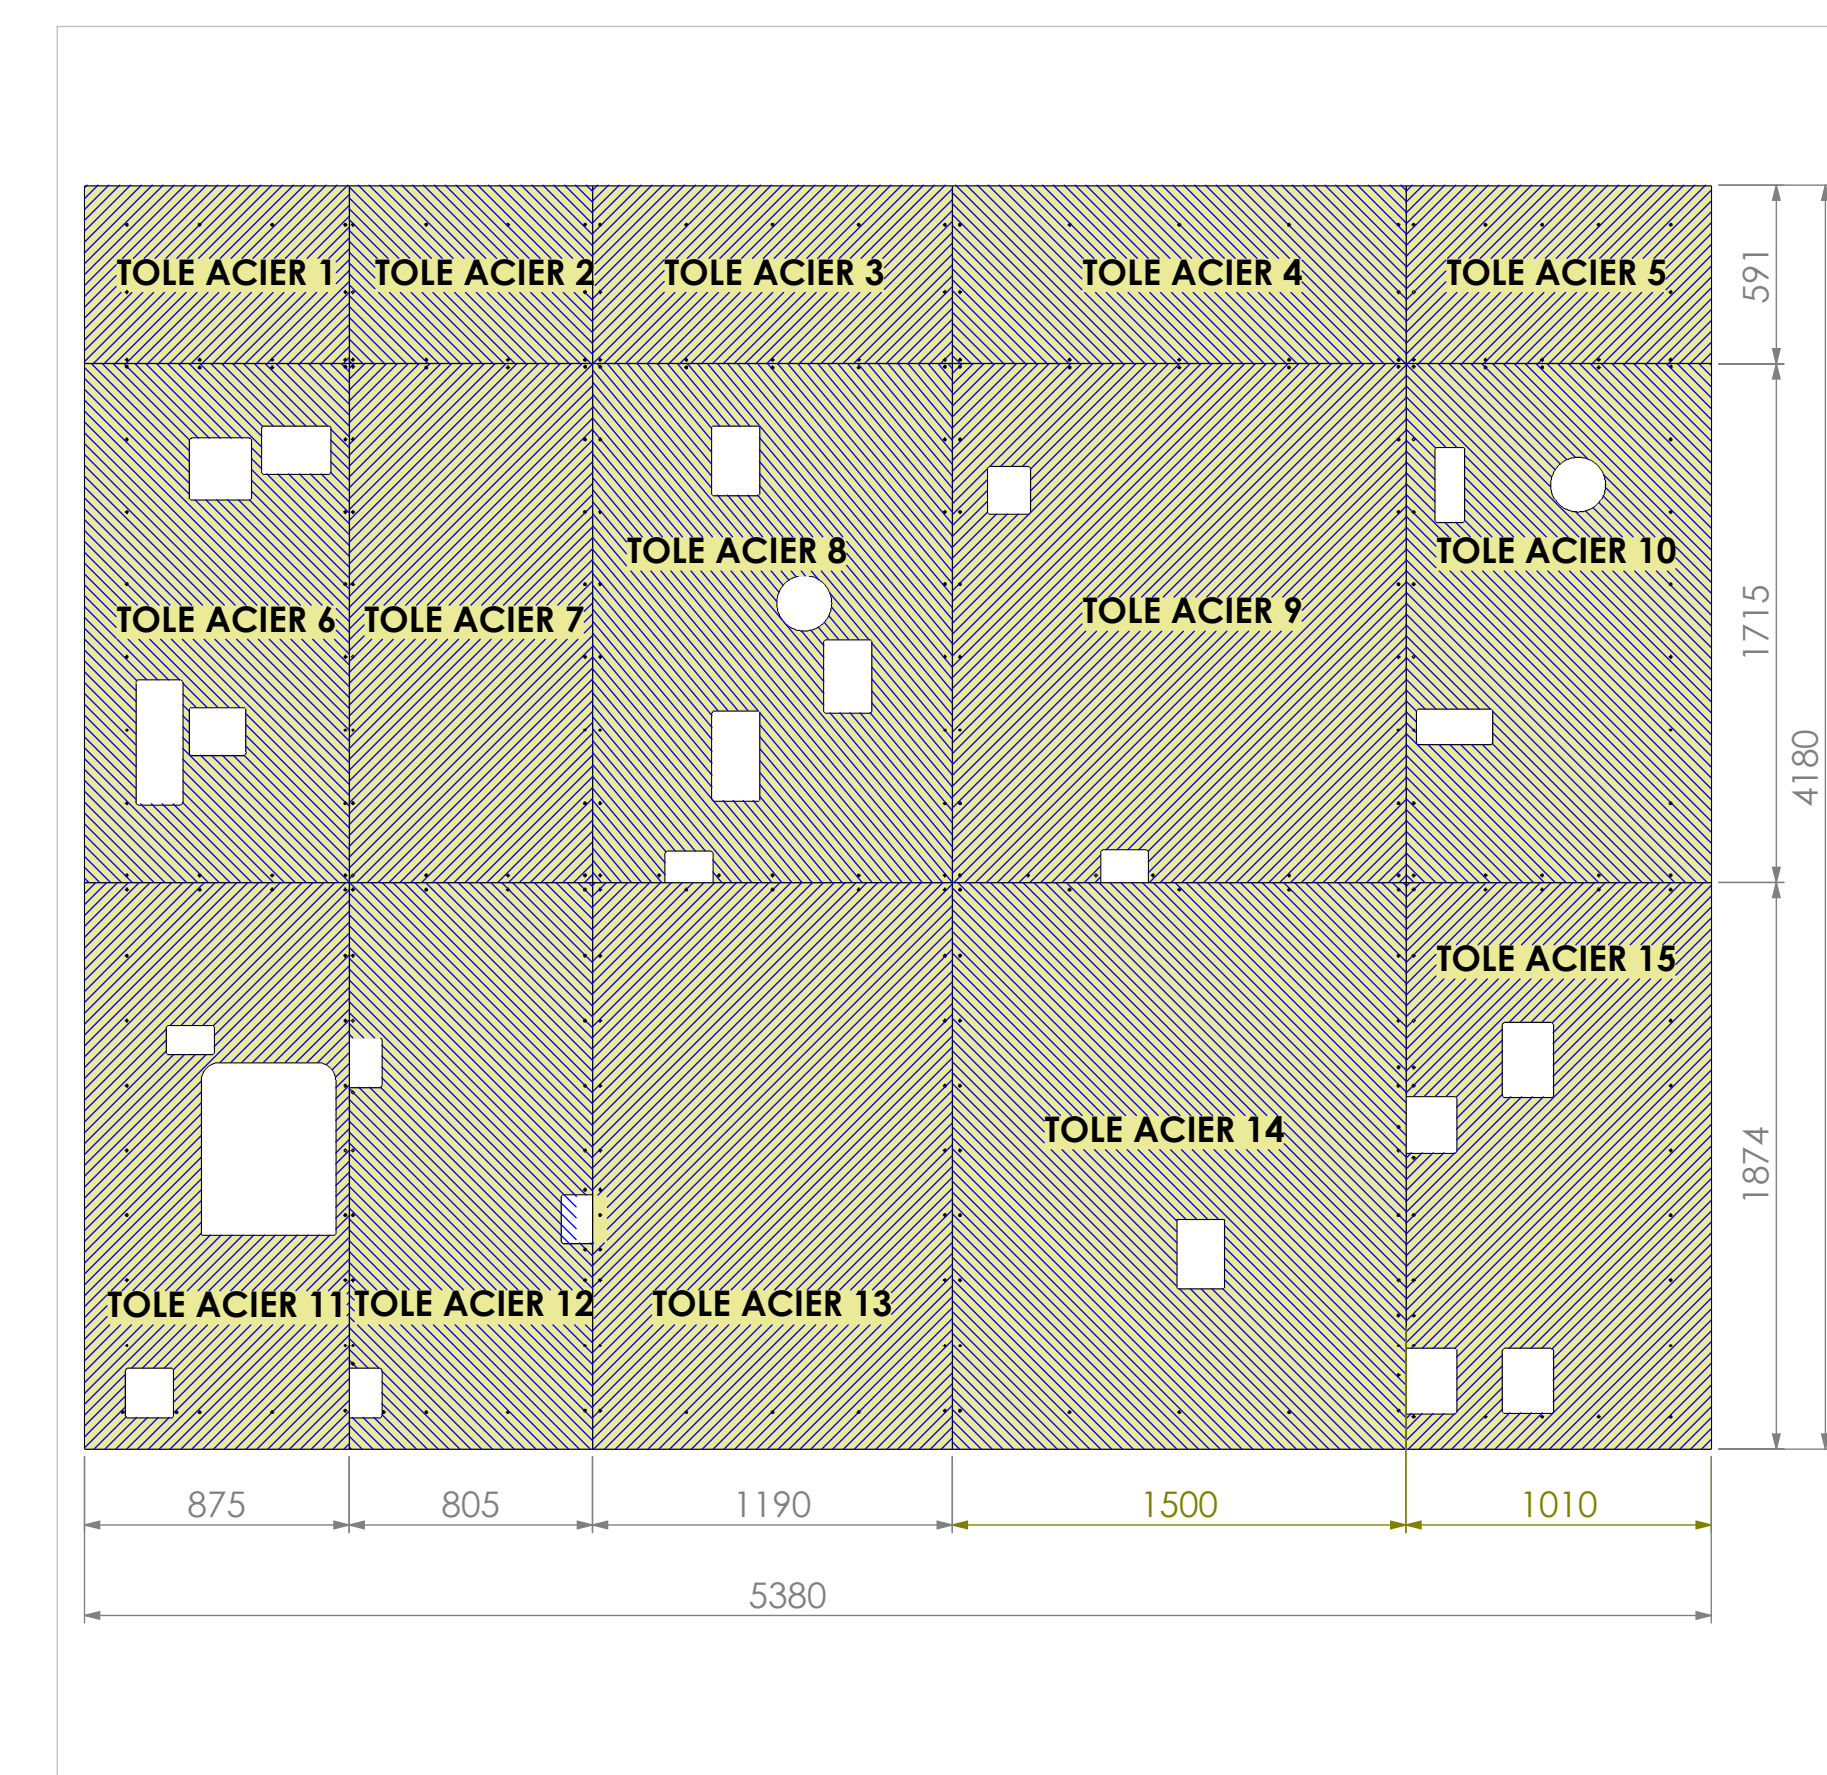 TOLE ACIER 1
TOLE ACIER 2
TOLE ACIER 3
TOLE ACIER 4
TOLE ACIER 5
591
TOLE ACIER 6
TOLE ACIER 7
TOLE ACIER 8
TOLE ACIER 9
TOLE ACIER 10
1715
4180
TOLE ACIER 11
TOLE ACIER 12
TOLE ACIER 13
TOLE ACIER 14
TOLE ACIER 15
1874
875
805
1190
1500
1010
5380